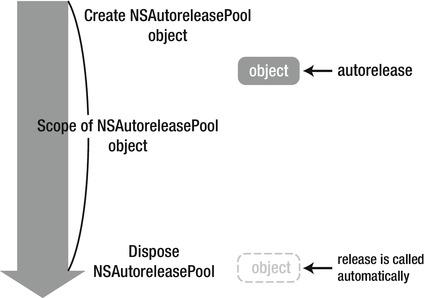 Create NSAutoreleasePool
object
object
autorelease
Scope of NSAutoreleasePool
object
Dispose
NSAutoreleasePool
object
release is called
automatically